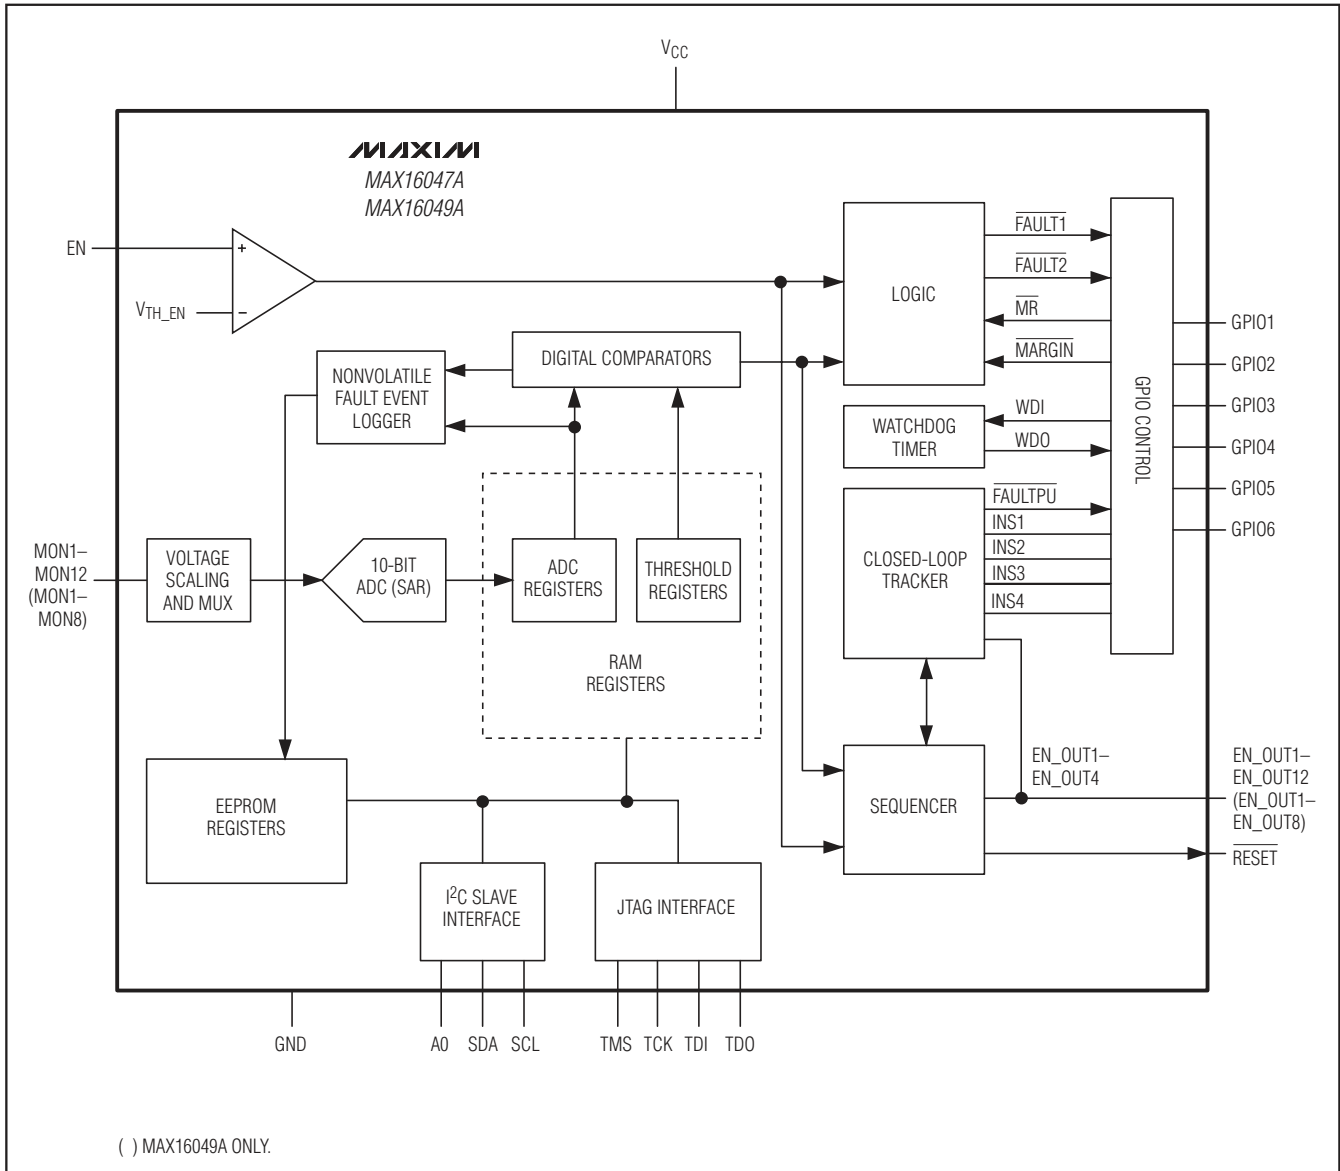 VCC
MAXIM
MAX16047A
MAX16049A
EN
+
VTH_EN
−
LOGIC
FAULT1
FAULT2
MR
MARGIN
GPIO CONTROL
GPIO1
GPIO2
GPIO3
GPIO4
GPIO5
GPIO6
DIGITAL COMPARATORS
NONVOLATILE
FAULT EVENT
LOGGER
WATCHDOG
TIMER
WDI
WDO
CLOSED-LOOP
TRACKER
FAULTPU
INS1
INS2
INS3
INS4
MON1–
MON12
(MON1–
MON8)
VOLTAGE
SCALING
AND MUX
10-BIT
ADC (SAR)
ADC
REGISTERS
THRESHOLD
REGISTERS
RAM
REGISTERS
EEPROM
REGISTERS
SEQUENCER
EN_OUT1–
EN_OUT4
EN_OUT1–
EN_OUT12
(EN_OUT1–
EN_OUT8)
RESET
I2C SLAVE
INTERFACE
JTAG INTERFACE
GND
A0
SDA
SCL
TMS
TCK
TDI
TDO
( ) MAX16049A ONLY.